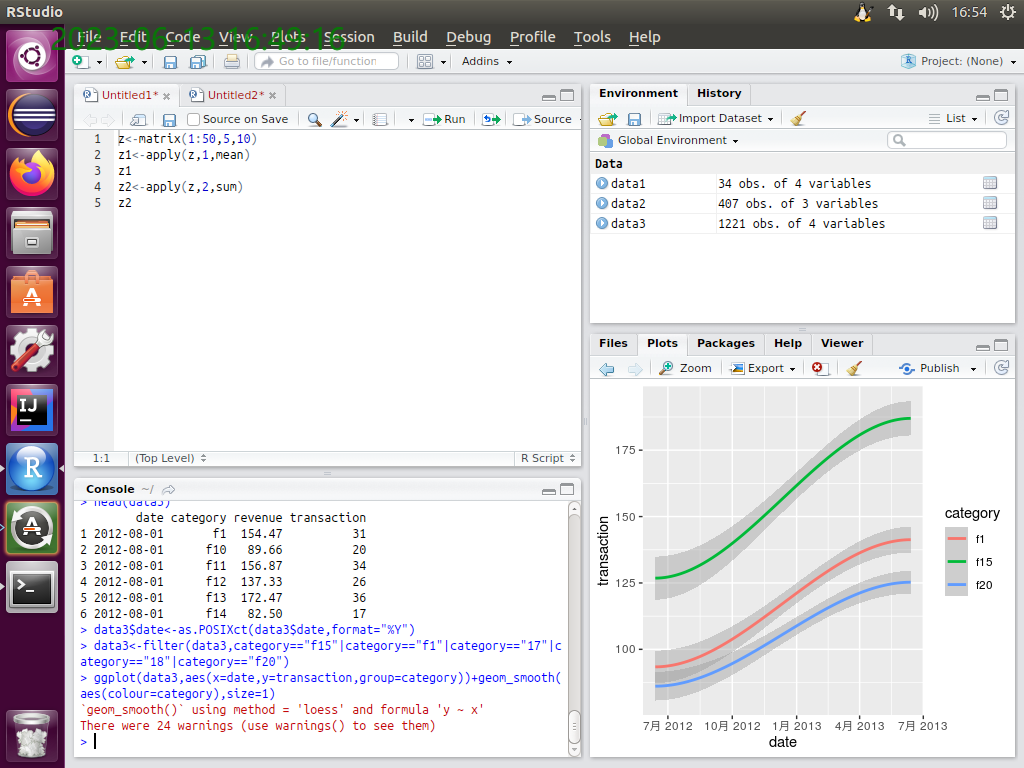 RStudio
16:54
2023-06-13 16:49:16
File Edit Code View Plots Session Build Debug Profile Tools Help
Go to file/function
Addins
Project: (None)
Untitled1*
Untitled2*
Source on Save
Run
Source
1 z<-matrix(1:50,5,10)
2 z1<-apply(z,1,mean)
3 z1
4 z2<-apply(z,2,sum)
5 z2
1:1 (Top Level) R Script
Console ~/
> head(data3)
date category revenue transaction
1 2012-08-01 f1 154.47 31
2 2012-08-01 f10 89.66 20
3 2012-08-01 f11 156.87 34
4 2012-08-01 f12 137.33 26
5 2012-08-01 f13 172.47 36
6 2012-08-01 f14 82.50 17
> data3$date<-as.POSIXct(data3$date,format="%Y")
> data3<-filter(data3,category=="f15"|category=="f1"|category=="17"|c
ategory=="18"|category=="f20")
> ggplot(data3,aes(x=date,y=transaction,group=category))+geom_smooth(
aes(colour=category),size=1)
`geom_smooth()` using method = 'loess' and formula 'y ~ x'
There were 24 warnings (use warnings() to see them)
>
Environment History
Import Dataset
List
Global Environment
Data
data1 34 obs. of 4 variables
data2 407 obs. of 3 variables
data3 1221 obs. of 4 variables
Files Plots Packages Help Viewer
Zoom Export Publish
175
150
125
100
transaction
7月 2012 10月 2012 1月 2013 4月 2013 7月 2013
date
category
f1
f15
f20